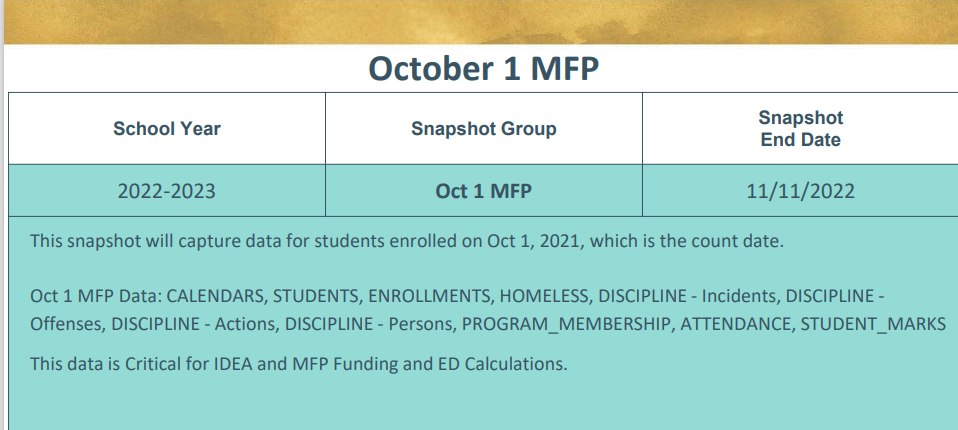 October 1 MFP
School Year
Snapshot Group
Snapshot
End Date
2022-2023
Oct 1 MFP
11/11/2022
This snapshot will capture data for students enrolled on Oct 1, 2021, which is the count date.
Oct 1 MFP Data: CALENDARS, STUDENTS, ENROLLMENTS, HOMELESS, DISCIPLINE - Incidents, DISCIPLINE -
Offenses, DISCIPLINE - Actions, DISCIPLINE - Persons, PROGRAM_MEMBERSHIP, ATTENDANCE, STUDENT_MARKS
This data is Critical for IDEA and MFP Funding and ED Calculations.